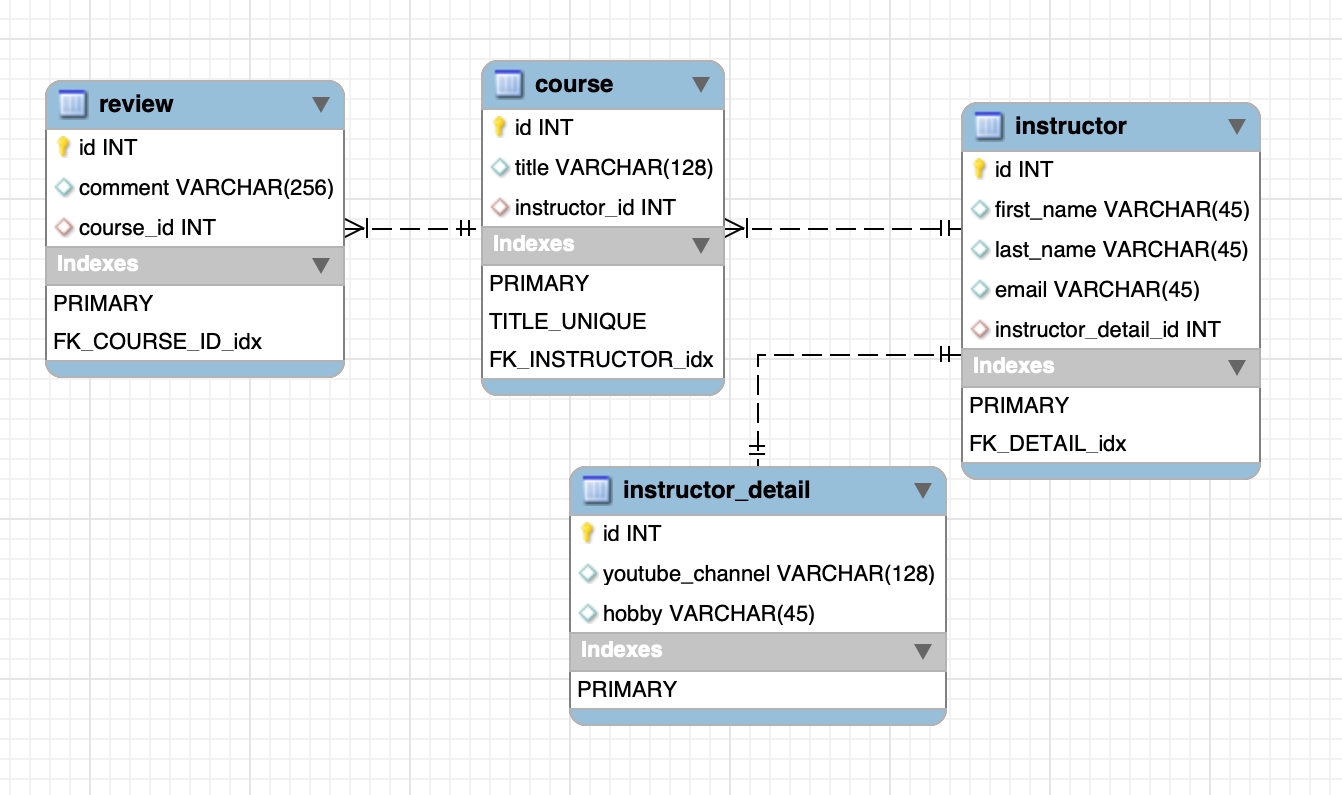 review
id INT
comment VARCHAR(256)
course_id INT
Indexes
PRIMARY
FK_COURSE_ID_idx
course
id INT
title VARCHAR(128)
instructor_id INT
Indexes
PRIMARY
TITLE_UNIQUE
FK_INSTRUCTOR_idx
instructor
id INT
first_name VARCHAR(45)
last_name VARCHAR(45)
email VARCHAR(45)
instructor_detail_id INT
Indexes
PRIMARY
FK_DETAIL_idx
instructor_detail
id INT
youtube_channel VARCHAR(128)
hobby VARCHAR(45)
Indexes
PRIMARY